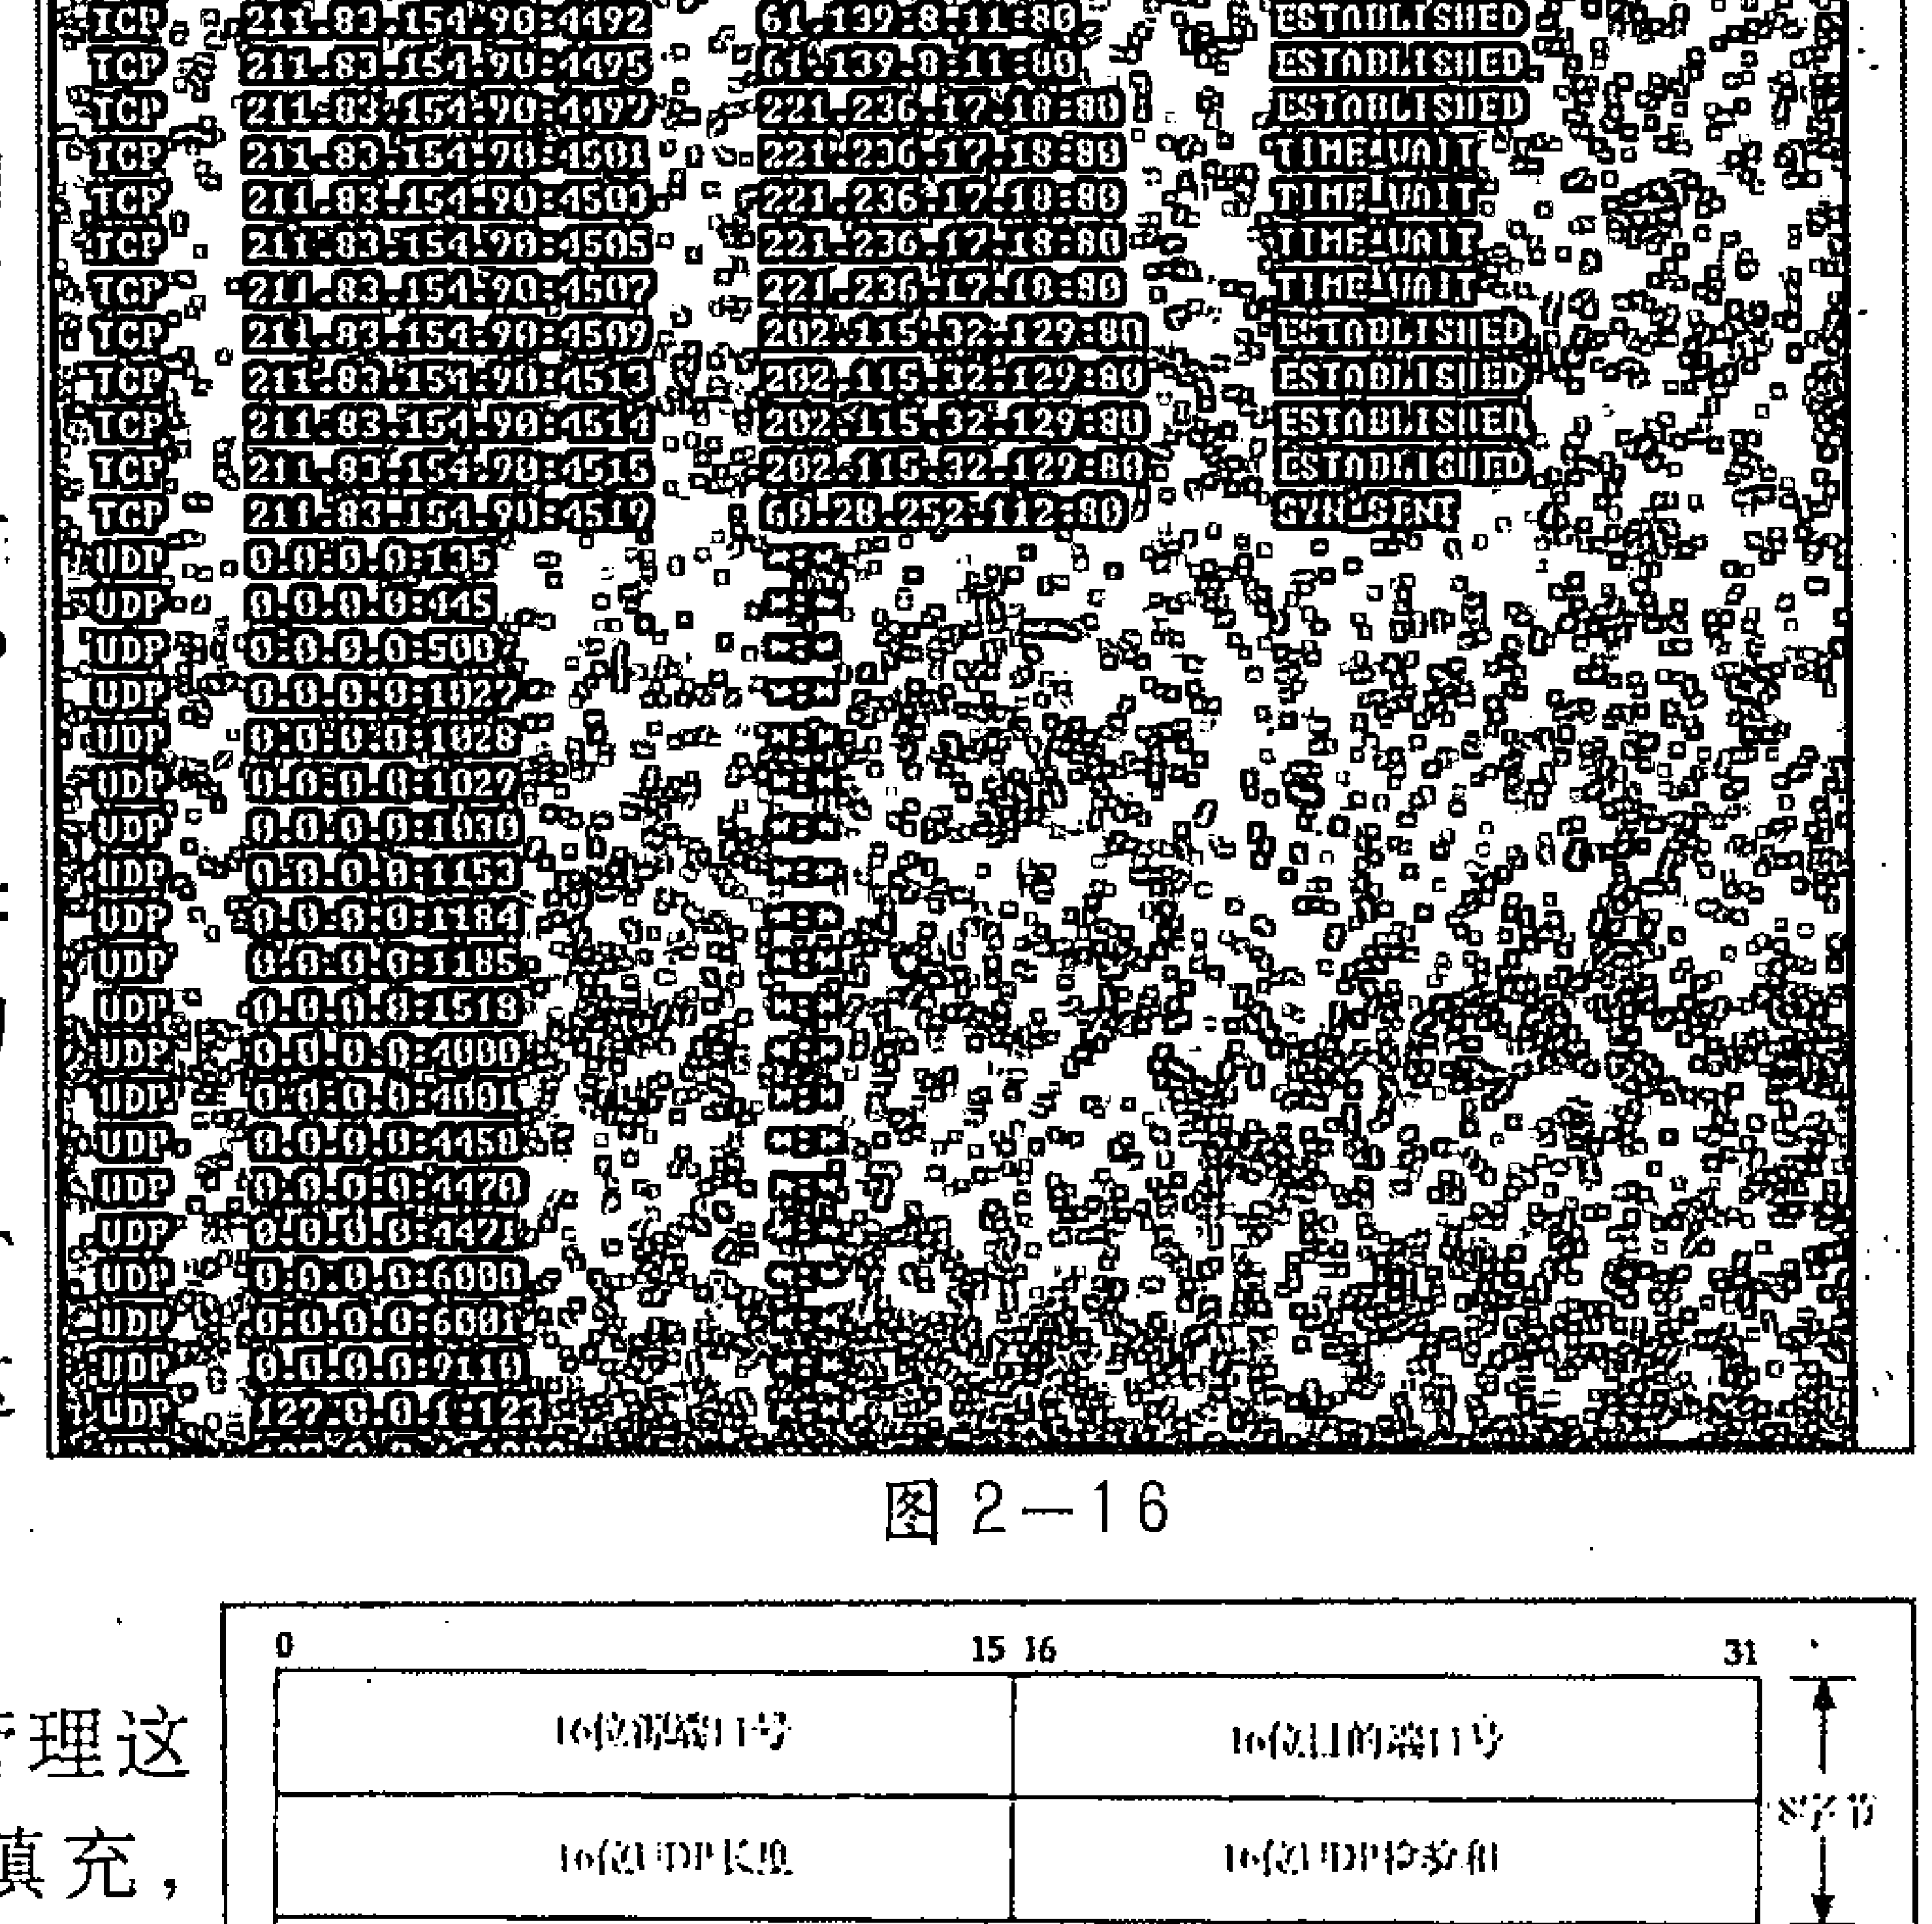 TCP 211.83.154.90:4492 61.139.8.11:80 ESTABLISHED
TCP 211.83.154.90:4495 61.139.8.11:80 ESTABLISHED
TCP 211.83.154.90:4497 221.236.17.18:80 ESTABLISHED
TCP 211.83.154.90:4501 221.236.17.18:80 TIME_WAIT
TCP 211.83.154.90:4503 221.236.17.18:80 TIME_WAIT
TCP 211.83.154.90:4505 221.236.17.18:80 TIME_WAIT
TCP 211.83.154.90:4507 221.236.17.18:80 TIME_WAIT
TCP 211.83.154.90:4509 202.115.32.129:80 ESTABLISHED
TCP 211.83.154.90:4513 202.115.32.129:80 ESTABLISHED
TCP 211.83.154.90:4514 202.115.32.129:80 ESTABLISHED
TCP 211.83.154.90:4515 202.115.32.129:80 ESTABLISHED
TCP 211.83.154.90:4517 60.28.252.112:80 SYN_SENT
UDP 0.0.0.0:135 *:*
UDP 0.0.0.0:445 *:*
UDP 0.0.0.0:500 *:*
UDP 0.0.0.0:1027 *:*
UDP 0.0.0.0:1028 *:*
UDP 0.0.0.0:1029 *:*
UDP 0.0.0.0:1030 *:*
UDP 0.0.0.0:1153 *:*
UDP 0.0.0.0:1184 *:*
UDP 0.0.0.0:1185 *:*
UDP 0.0.0.0:1518 *:*
UDP 0.0.0.0:4000 *:*
UDP 0.0.0.0:4001 *:*
UDP 0.0.0.0:4450 *:*
UDP 0.0.0.0:4470 *:*
UDP 0.0.0.0:4471 *:*
UDP 0.0.0.0:6000 *:*
UDP 0.0.0.0:6001 *:*
UDP 0.0.0.0:9110 *:*
UDP 127.0.0.1:123 *:*
图 2-16
0 15 16 31
16位源端口号 16位目的端口号
理这
8字节
16位UDP长度 16位UDP检验和
填充,